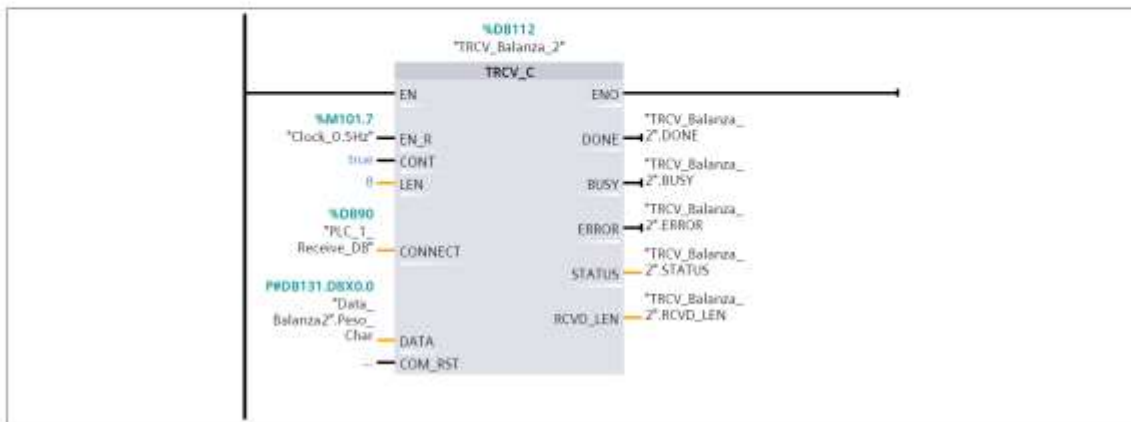 %DB112
"TRCV_Balanza_2"
TRCV_C
EN ENO
%M101.7
"Clock_0.5Hz" EN_R
true CONT
0 LEN
%DB90
"PLC_1_
Receive_DB" CONNECT
P#DB131.DBX0.0
"Data_
Balanza2".Peso_
Char DATA
... COM_RST
DONE "TRCV_Balanza_
2".DONE
BUSY "TRCV_Balanza_
2".BUSY
ERROR "TRCV_Balanza_
2".ERROR
STATUS "TRCV_Balanza_
2".STATUS
RCVD_LEN "TRCV_Balanza_
2".RCVD_LEN